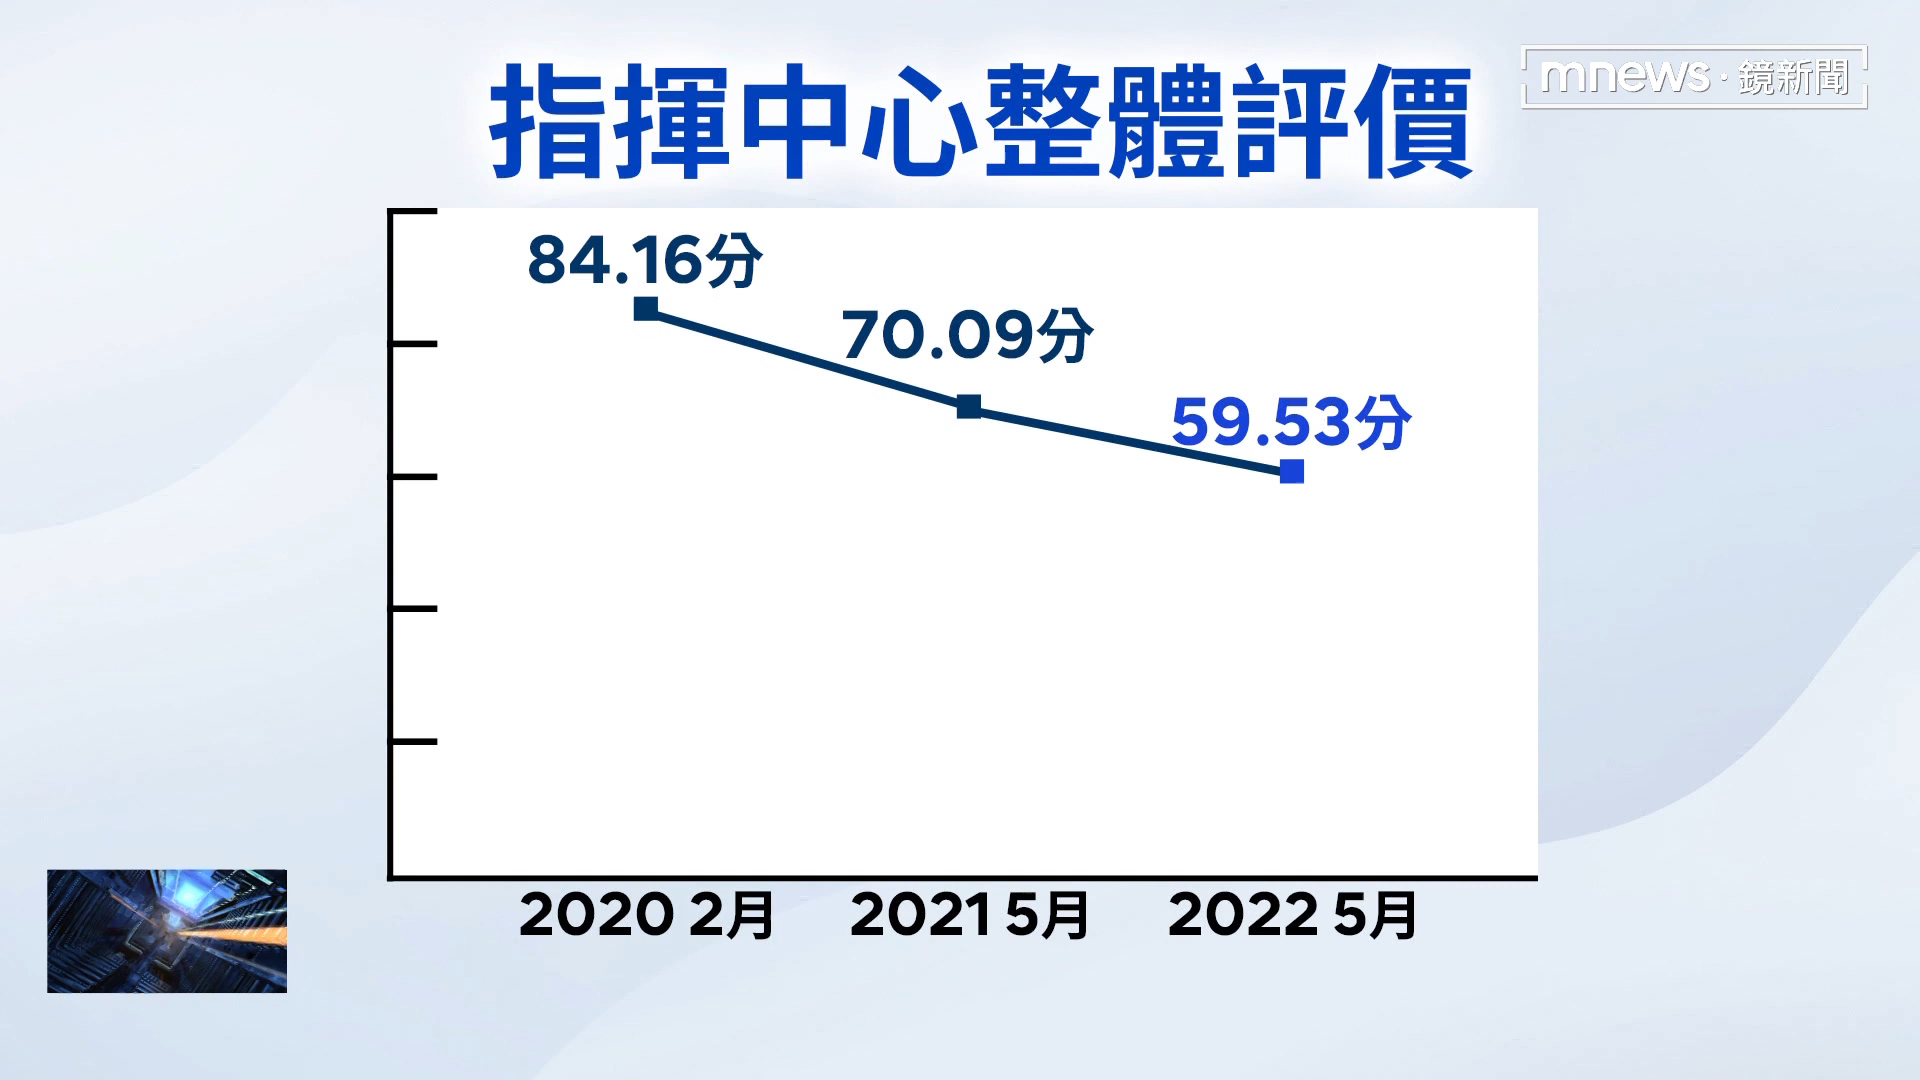 指揮中心整體評價
mnews·鏡新聞
84.16分
70.09分
59.53分
2020 2月
2021 5月
2022 5月